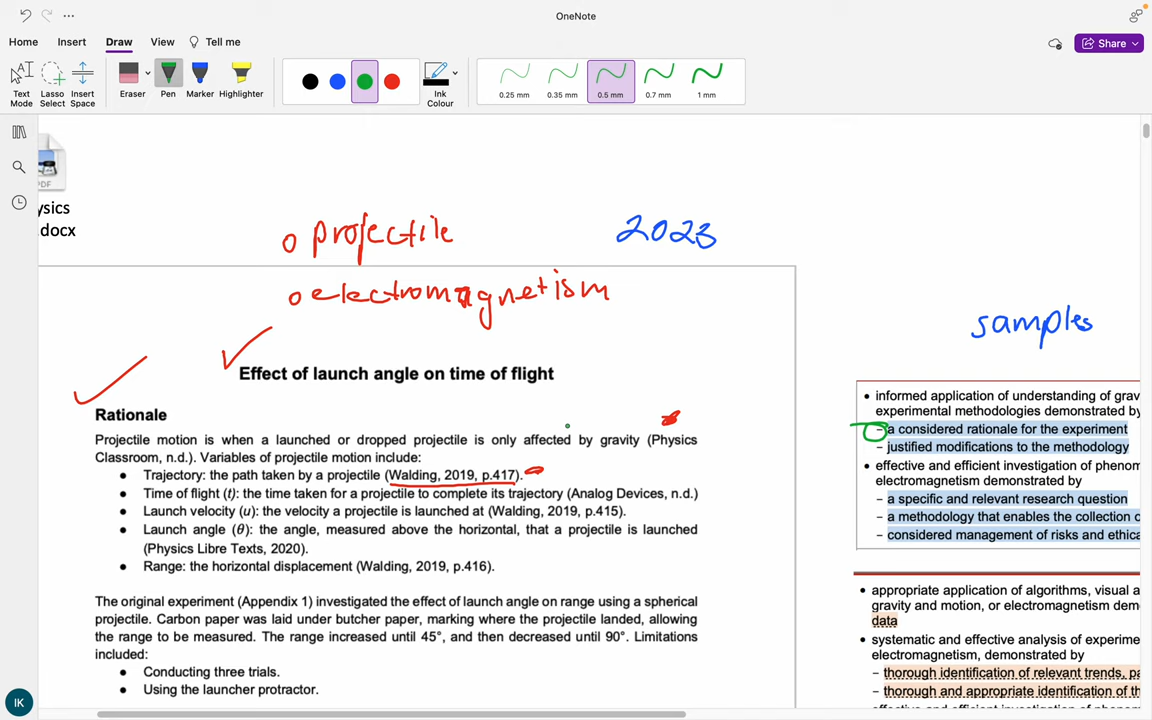 OneNote
Home Insert Draw View Tell me
Share
Text Mode
Lasso Select
Insert Space
Eraser
Pen
Marker
Highlighter
Ink Colour
0.25 mm
0.35 mm
0.5 mm
0.7 mm
1 mm
PDF
ysics
.docx
o projectile
2023
o electromagnetism
samples
Effect of launch angle on time of flight
Rationale
Projectile motion is when a launched or dropped projectile is only affected by gravity (Physics
Classroom, n.d.). Variables of projectile motion include:
• Trajectory: the path taken by a projectile (Walding, 2019, p.417).
• Time of flight (t): the time taken for a projectile to complete its trajectory (Analog Devices, n.d.)
• Launch velocity (u): the velocity a projectile is launched at (Walding, 2019, p.415).
• Launch angle (θ): the angle, measured above the horizontal, that a projectile is launched
(Physics Libre Texts, 2020).
• Range: the horizontal displacement (Walding, 2019, p.416).
The original experiment (Appendix 1) investigated the effect of launch angle on range using a spherical
projectile. Carbon paper was laid under butcher paper, marking where the projectile landed, allowing
the range to be measured. The range increased until 45°, and then decreased until 90°. Limitations
included:
• Conducting three trials.
• Using the launcher protractor.
• informed application of understanding of grav
experimental methodologies demonstrated by
– a considered rationale for the experiment
– justified modifications to the methodology
• effective and efficient investigation of phenom
electromagnetism demonstrated by
– a specific and relevant research question
– a methodology that enables the collection o
– considered management of risks and ethica
• appropriate application of algorithms, visual a
gravity and motion, or electromagnetism dem
data
• systematic and effective analysis of experime
electromagnetism, demonstrated by
– thorough identification of relevant trends, pa
– thorough and appropriate identification of th
IK